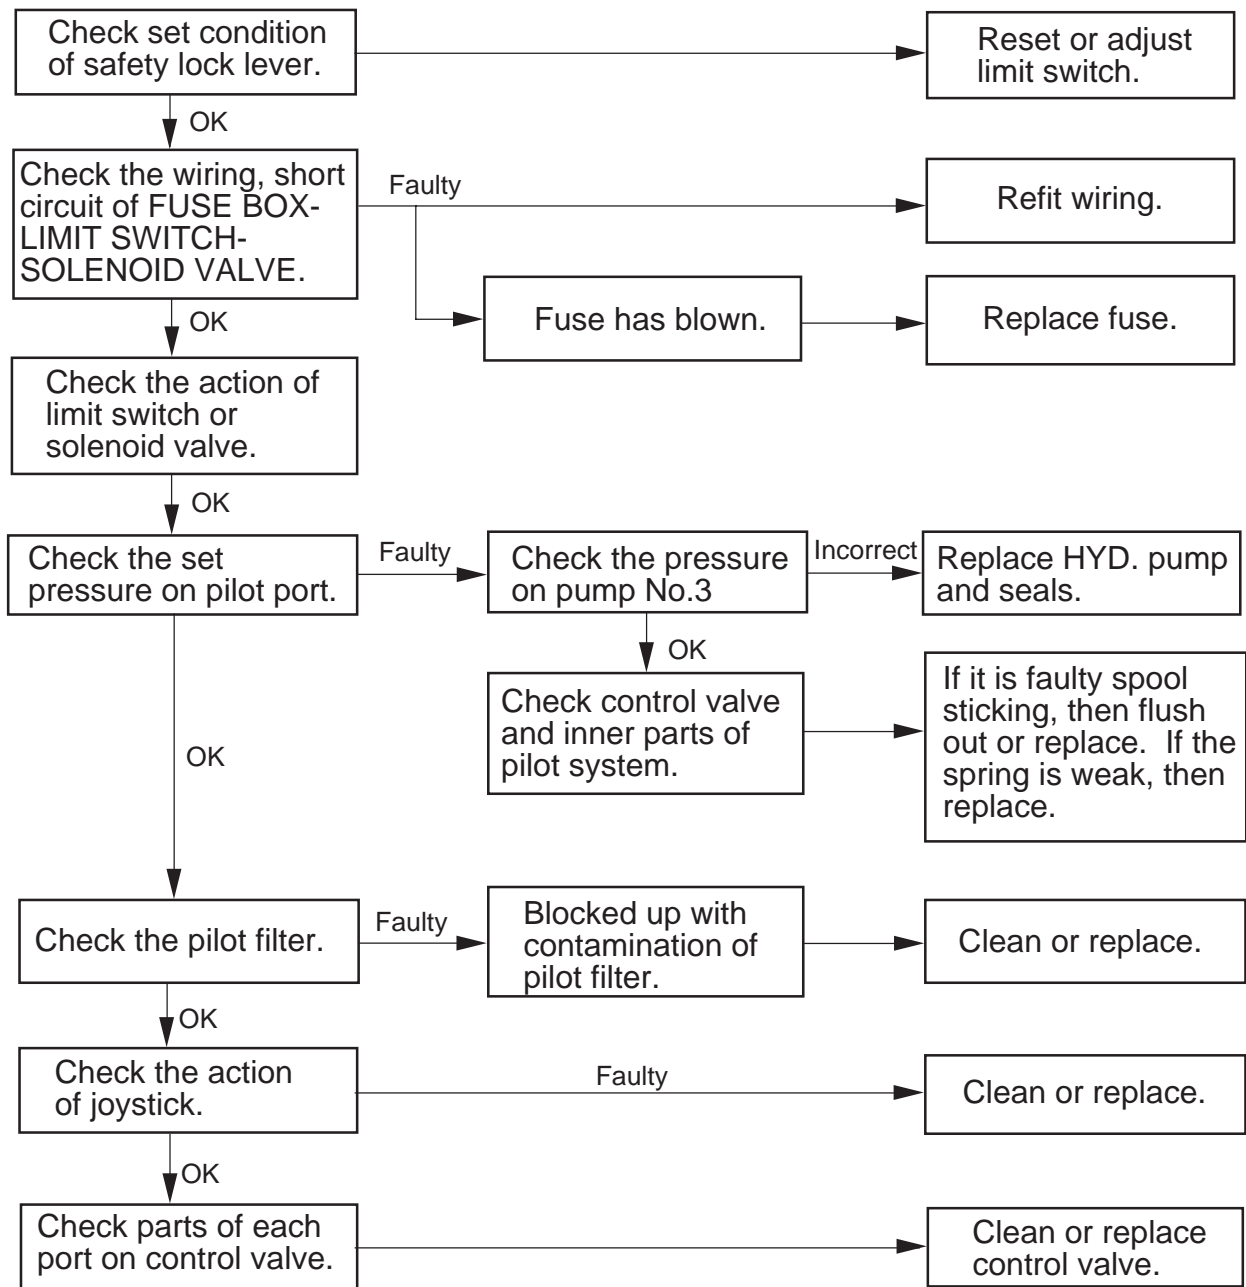 Check set condition
of safety lock lever.
Reset or adjust
limit switch.
OK
Check the wiring, short
circuit of FUSE BOX-
LIMIT SWITCH-
SOLENOID VALVE.
Faulty
Refit wiring.
Fuse has blown.
Replace fuse.
OK
Check the action of
limit switch or
solenoid valve.
OK
Check the set
pressure on pilot port.
Faulty
Check the pressure
on pump No.3
Incorrect
Replace HYD. pump
and seals.
OK
Check control valve
and inner parts of
pilot system.
If it is faulty spool
sticking, then flush
out or replace. If the
spring is weak, then
replace.
OK
Check the pilot filter.
Faulty
Blocked up with
contamination of
pilot filter.
Clean or replace.
OK
Check the action
of joystick.
Faulty
Clean or replace.
OK
Check parts of each
port on control valve.
Clean or replace
control valve.